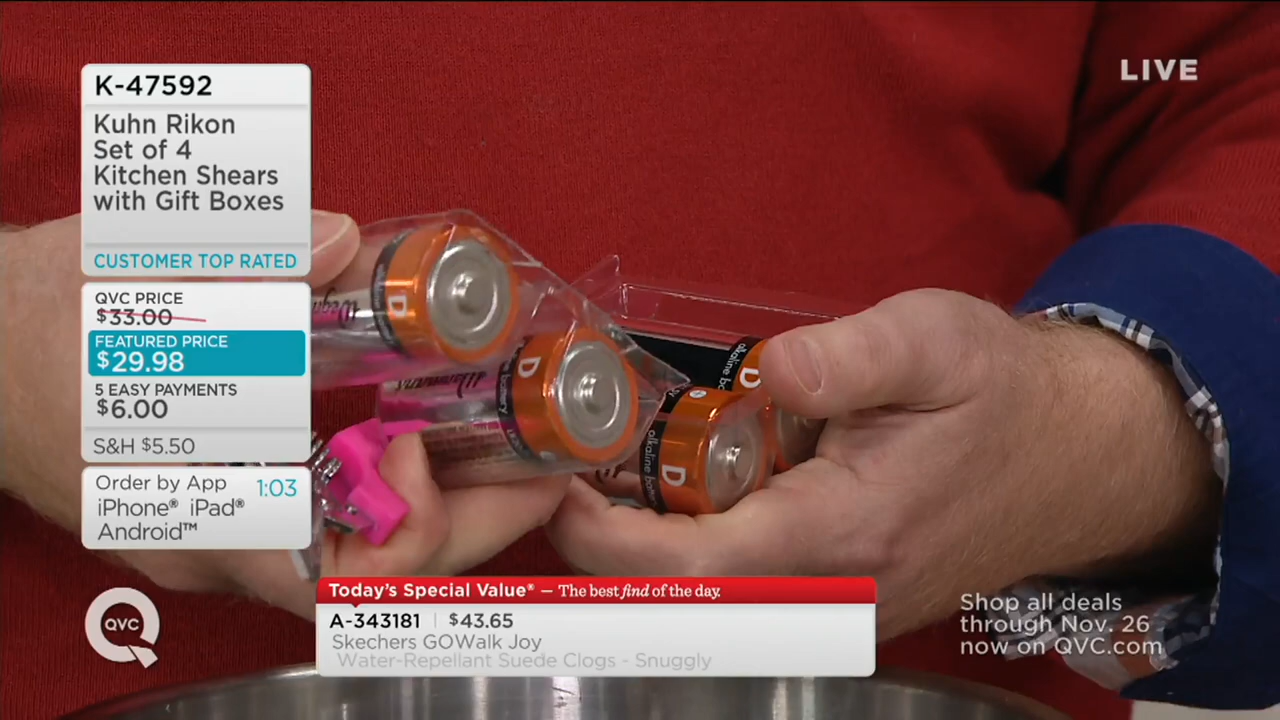 K-47592
Kuhn Rikon
Set of 4
Kitchen Shears
with Gift Boxes
CUSTOMER TOP RATED
QVC PRICE
$33.00
FEATURED PRICE
$29.98
5 EASY PAYMENTS
$6.00
S&H $5.50
Order by App 1:03
iPhone® iPad®
Android™
QVC
LIVE
D
D
alkaline
D
D
alkaline
Today's Special Value® — The best find of the day.
A-343181 | $43.65
Skechers GOWalk Joy
Water-Repellant Suede Clogs - Snuggly
Shop all deals
through Nov. 26
now on QVC.com